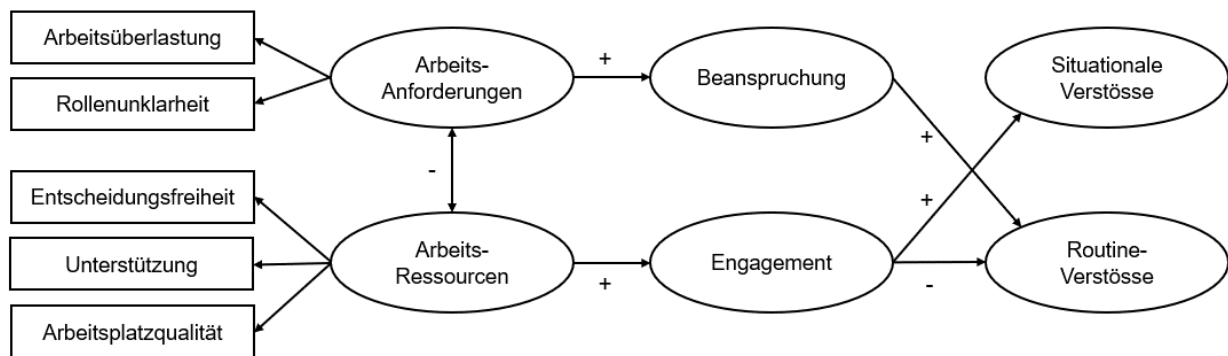 Arbeitsüberlastung
Rollenunklarheit
Arbeits-
Anforderungen
+
Beanspruchung
Situationale
Verstösse
-
+
+
Entscheidungsfreiheit
Unterstützung
Arbeitsplatzqualität
Arbeits-
Ressourcen
+
Engagement
-
Routine-
Verstösse